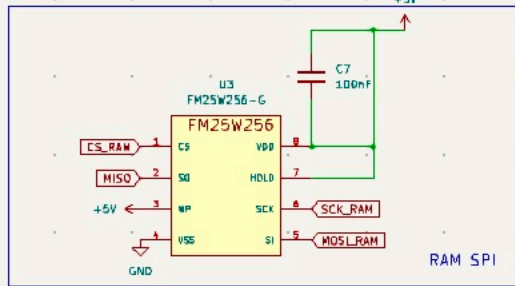 C7
100nF
U3
FM25W256-G
FM25W256
CS_RAM 1 CS VDD 8
MISO 2 SO HOLD 7
+5V 3 WP SCK 6 SCK_RAM
4 VSS SI 5 MOSI_RAM
GND
RAM SPI